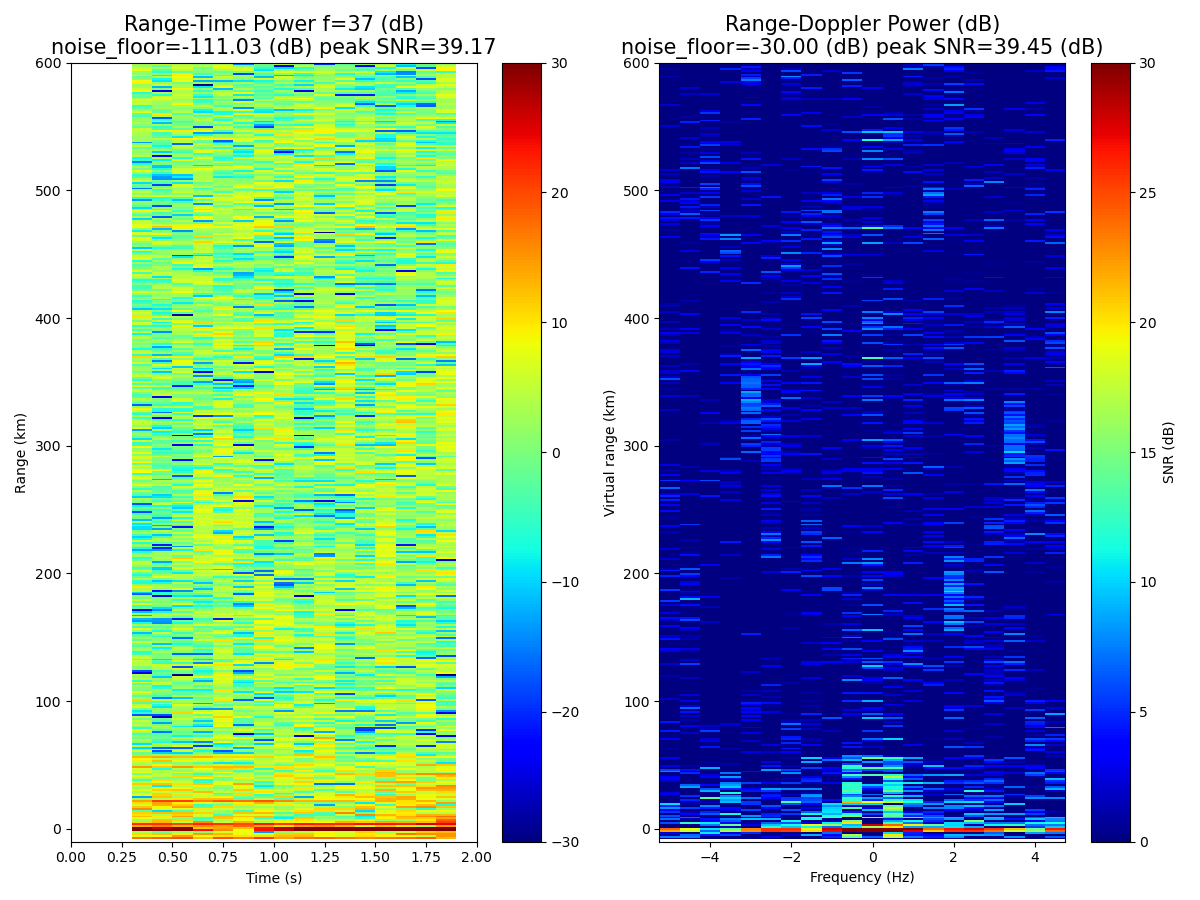 Range-Time Power f=37 (dB)
noise_floor=-111.03 (dB) peak SNR=39.17
Range (km)
600
500
400
300
200
100
0
0.00 0.25 0.50 0.75 1.00 1.25 1.50 1.75 2.00
Time (s)
30
20
10
0
−10
−20
−30
Range-Doppler Power (dB)
noise_floor=-30.00 (dB) peak SNR=39.45 (dB)
Virtual range (km)
600
500
400
300
200
100
0
−4 −2 0 2 4
Frequency (Hz)
30
25
20
15
10
5
0
SNR (dB)